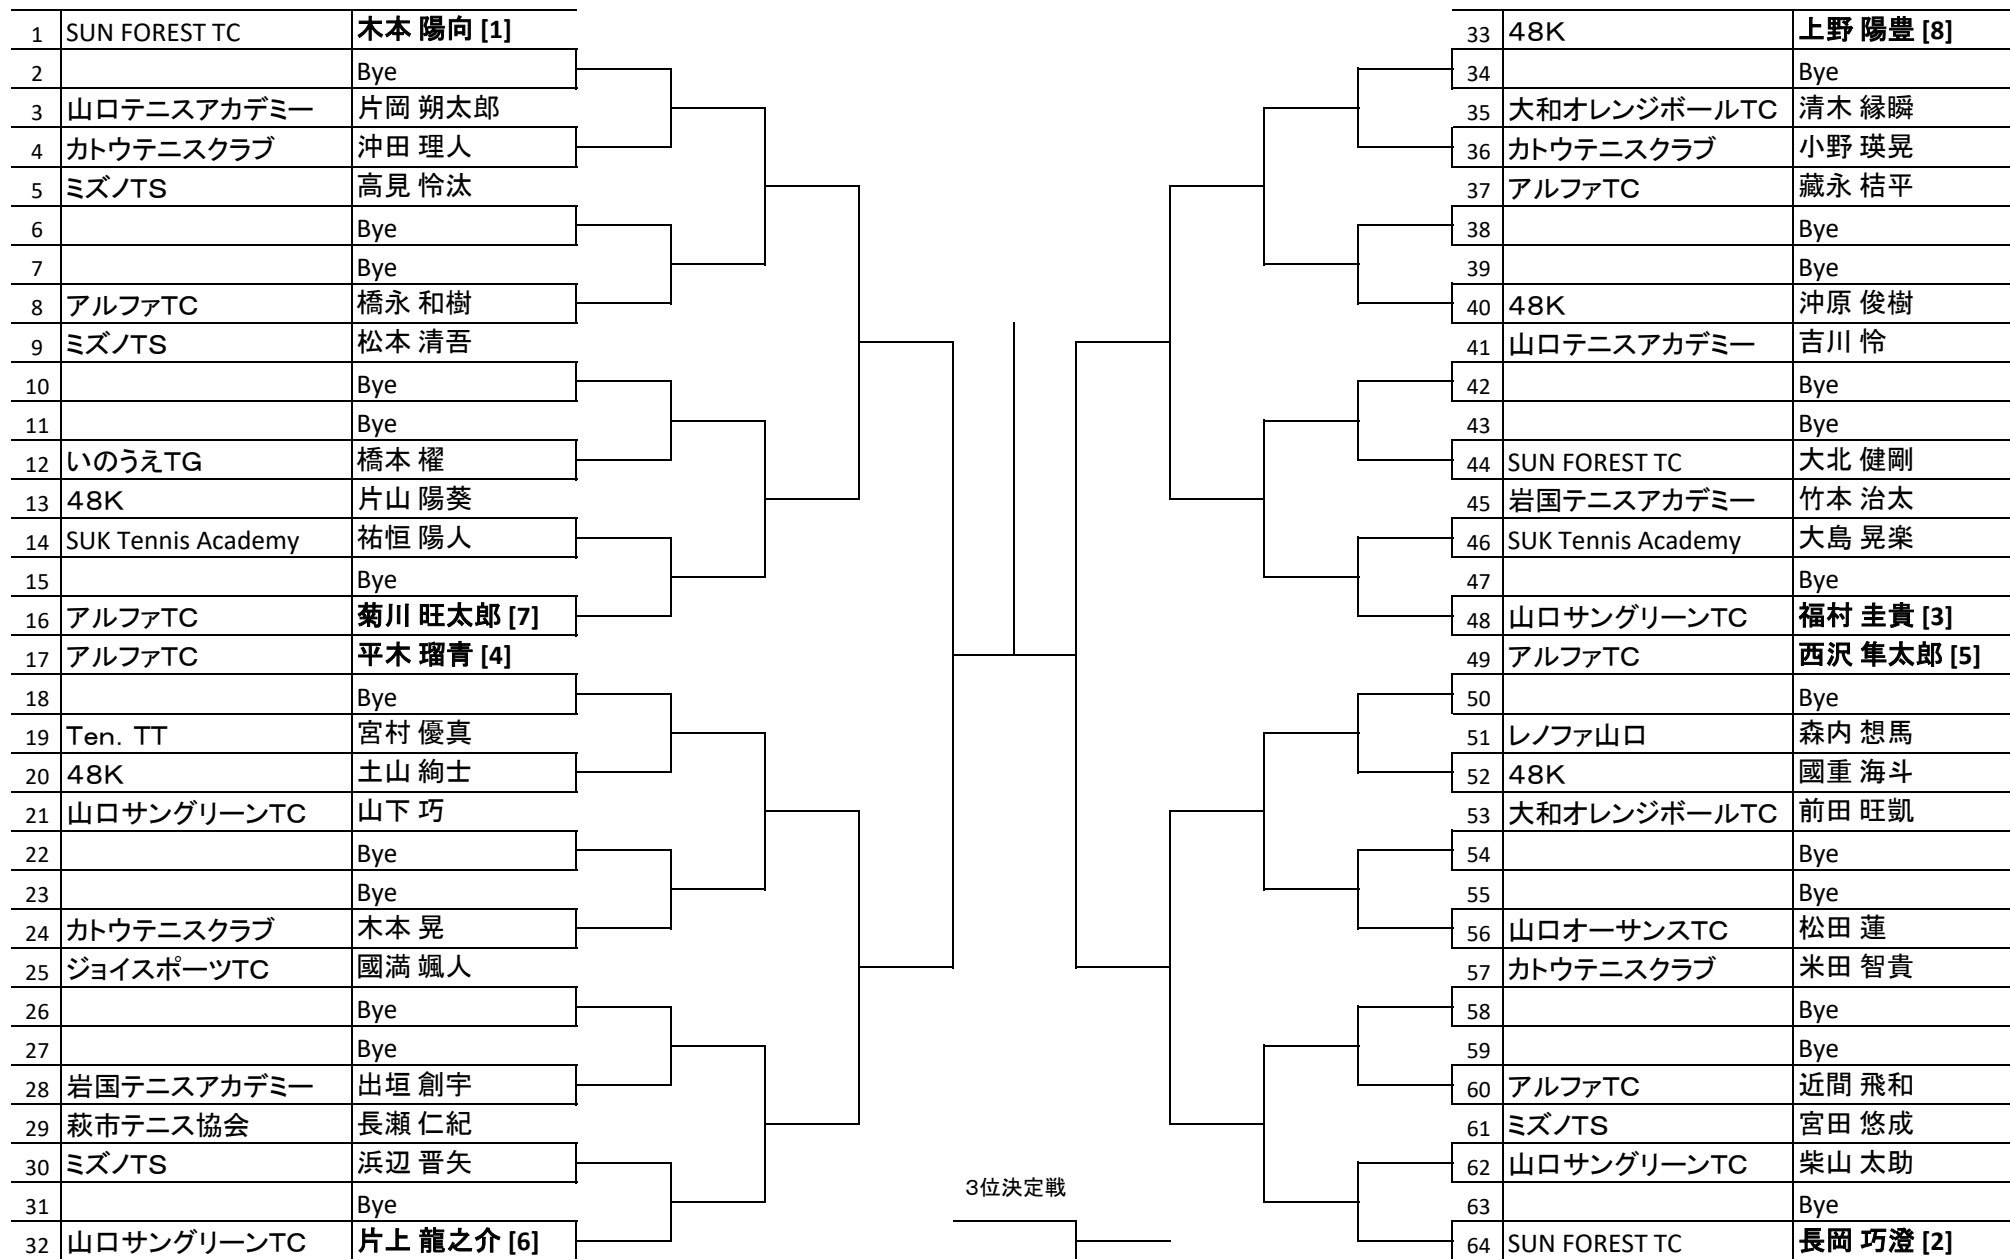 1 SUN FOREST TC 木本 陽向 [1]
2 Bye
3 山口テニスアカデミー 片岡 朔太郎
4 カトウテニスクラブ 沖田 理人
5 ミズノTS 高見 怜汰
6 Bye
7 Bye
8 アルファTC 橋永 和樹
9 ミズノTS 松本 清吾
10 Bye
11 Bye
12 いのうえTG 橋本 櫂
13 48K 片山 陽葵
14 SUK Tennis Academy 祐恒 陽人
15 Bye
16 アルファTC 菊川 旺太郎 [7]
17 アルファTC 平木 瑠青 [4]
18 Bye
19 Ten. TT 宮村 優真
20 48K 土山 絢士
21 山口サングリーンTC 山下 巧
22 Bye
23 Bye
24 カトウテニスクラブ 木本 晃
25 ジョイスポーツTC 國満 颯人
26 Bye
27 Bye
28 岩国テニスアカデミー 出垣 創宇
29 萩市テニス協会 長瀬 仁紀
30 ミズノTS 浜辺 晋矢
31 Bye
32 山口サングリーンTC 片上 龍之介 [6]
3位決定戦
33 48K 上野 陽豊 [8]
34 Bye
35 大和オレンジボールTC 清木 縁瞬
36 カトウテニスクラブ 小野 瑛晃
37 アルファTC 藏永 桔平
38 Bye
39 Bye
40 48K 沖原 俊樹
41 山口テニスアカデミー 吉川 怜
42 Bye
43 Bye
44 SUN FOREST TC 大北 健剛
45 岩国テニスアカデミー 竹本 治太
46 SUK Tennis Academy 大島 晃楽
47 Bye
48 山口サングリーンTC 福村 圭貴 [3]
49 アルファTC 西沢 隼太郎 [5]
50 Bye
51 レノファ山口 森内 想馬
52 48K 國重 海斗
53 大和オレンジボールTC 前田 旺凱
54 Bye
55 Bye
56 山口オーサンスTC 松田 蓮
57 カトウテニスクラブ 米田 智貴
58 Bye
59 Bye
60 アルファTC 近間 飛和
61 ミズノTS 宮田 悠成
62 山口サングリーンTC 柴山 太助
63 Bye
64 SUN FOREST TC 長岡 巧澄 [2]